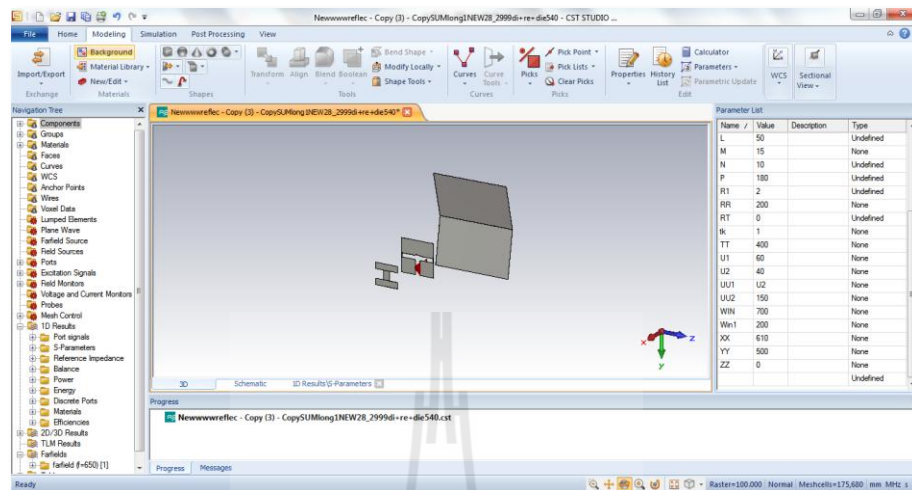 Newwwwreflec - Copy (3) - CopySUMlong1NEW28_2999di+re+die540 - CST STUDIO ...
File Home Modeling Simulation Post Processing View
Import/Export
Exchange
Background
Material Library
New/Edit
Materials
Shapes
Transform Align Blend Boolean
Bend Shape
Modify Locally
Shape Tools
Tools
Curves Curve Tools
Curves
Picks
Pick Point
Pick Lists
Clear Picks
Picks
Properties History List
Calculator
Parameters
Parametric Update
Edit
WCS
Sectional View
Navigation Tree
Components
Groups
Materials
Faces
Curves
WCS
Anchor Points
Wires
Voxel Data
Lumped Elements
Plane Wave
Farfield Source
Field Sources
Ports
Excitation Signals
Field Monitors
Voltage and Current Monitors
Probes
Mesh Control
1D Results
Port signals
S-Parameters
Reference Impedance
Balance
Power
Energy
Discrete Ports
Materials
Efficiencies
2D/3D Results
TLM Results
Farfields
farfield (f=650) [1]
Newwwwreflec - Copy (3) - CopySUMlong1NEW28_2999di+re+die540*
x
y
z
3D Schematic 1D Results\S-Parameters
Parameter List
Name / Value Description Type
L 50 Undefined
M 15 None
N 10 Undefined
P 180 Undefined
R1 2 Undefined
RR 200 None
RT 0 Undefined
tk 1 None
TT 400 None
U1 60 None
U2 40 None
UU1 U2 None
UU2 150 None
WIN 700 None
Win1 200 None
XX 610 None
YY 500 None
ZZ 0 None
Undefined
Progress
Newwwwreflec - Copy (3) - CopySUMlong1NEW28_2999di+re+die540.cst
Progress Messages
Ready
Raster=100.000 Normal Meshcells=175,680 mm MHz s